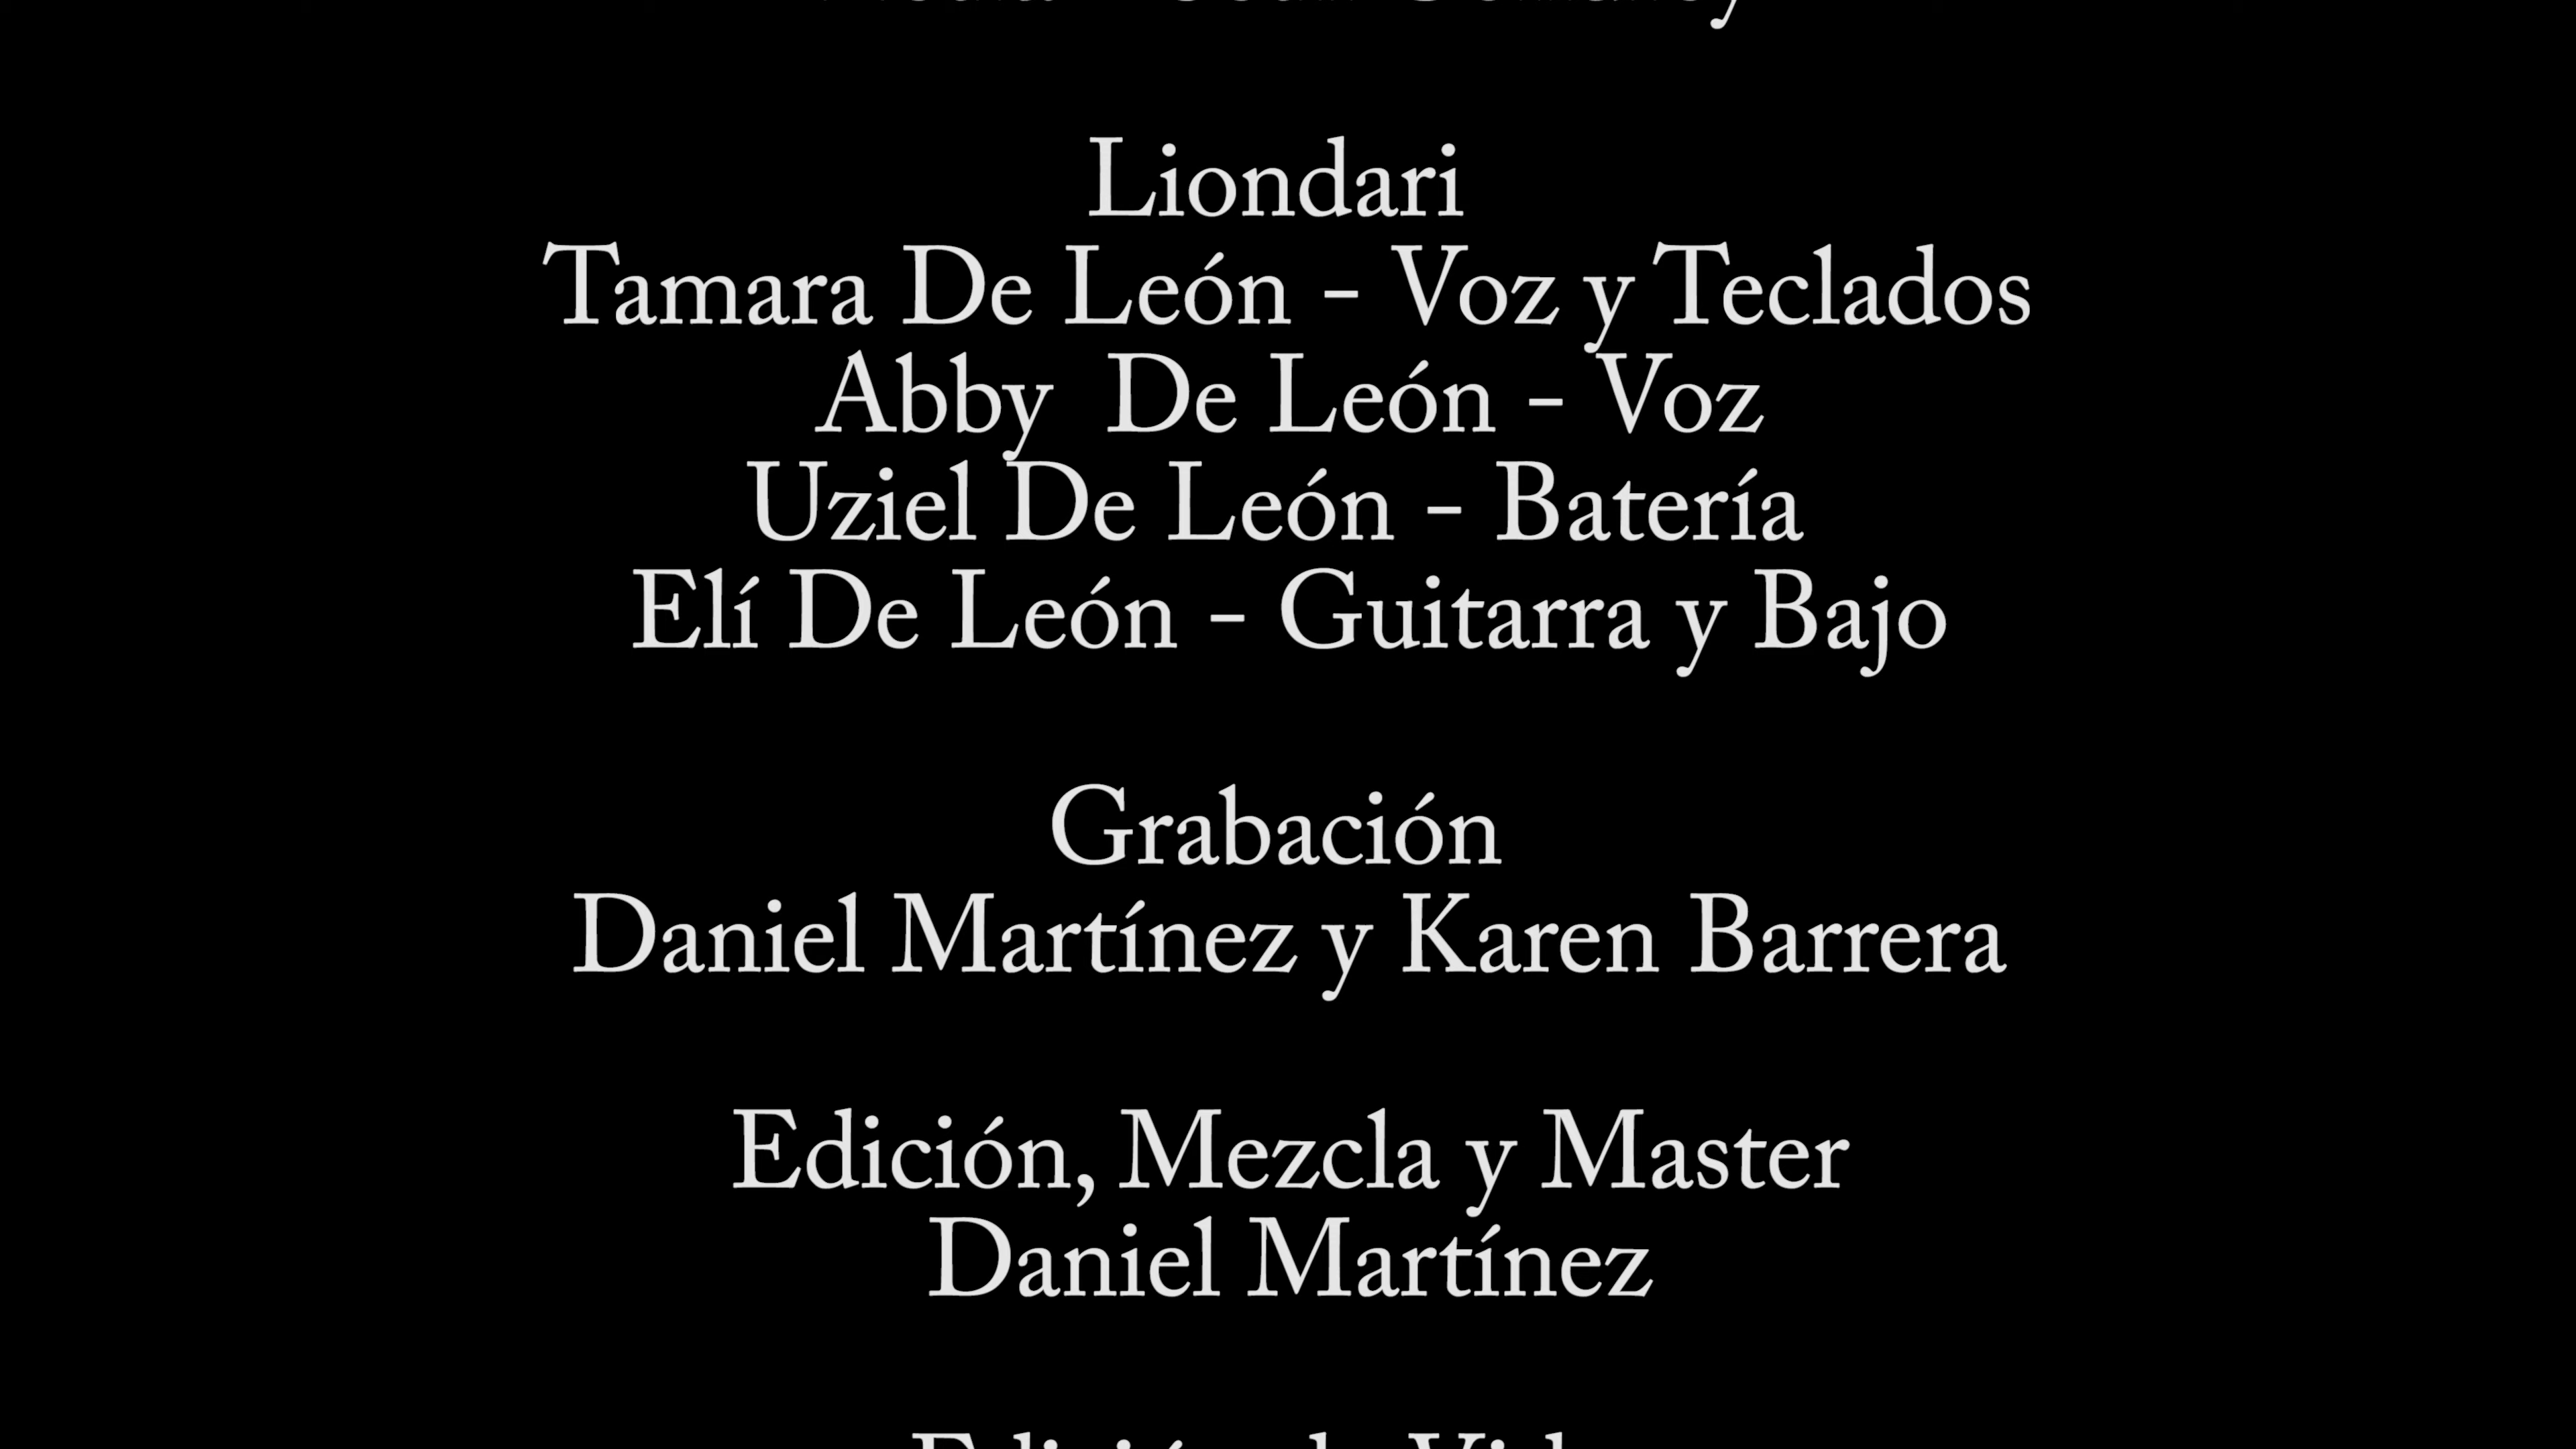 Liondari
Tamara De León - Voz y Teclados
Abby  De León - Voz
Uziel De León - Batería
Elí De León - Guitarra y Bajo
Grabación
Daniel Martínez y Karen Barrera
Edición, Mezcla y Master
Daniel Martínez